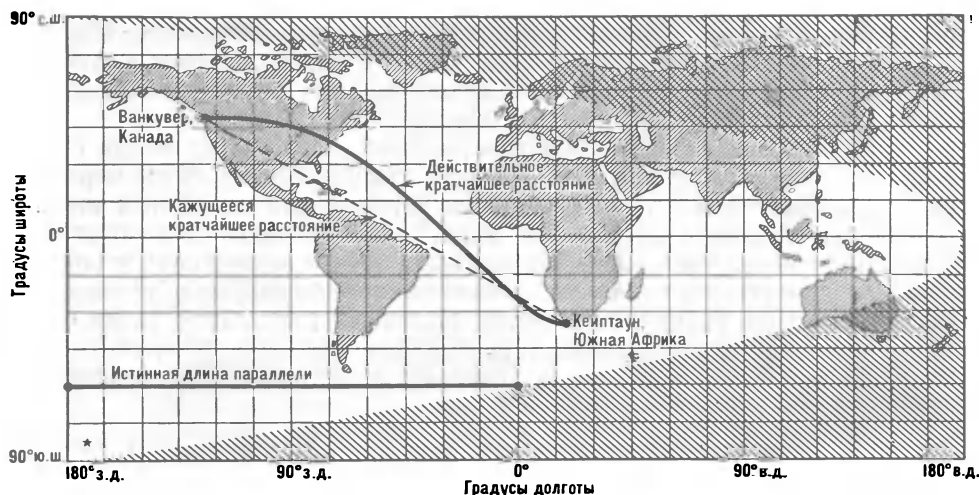 90° с.ш.
Ванкувер,
Канада
Действительное
кратчайшее расстояние
Кажущееся
кратчайшее расстояние
Градусы широты
0°
Кейптаун,
Южная Африка
Истинная длина параллели
90° ю.ш
180° з.д.
90° з.д.
0°
90° в.д.
180° в.д.
Градусы долготы